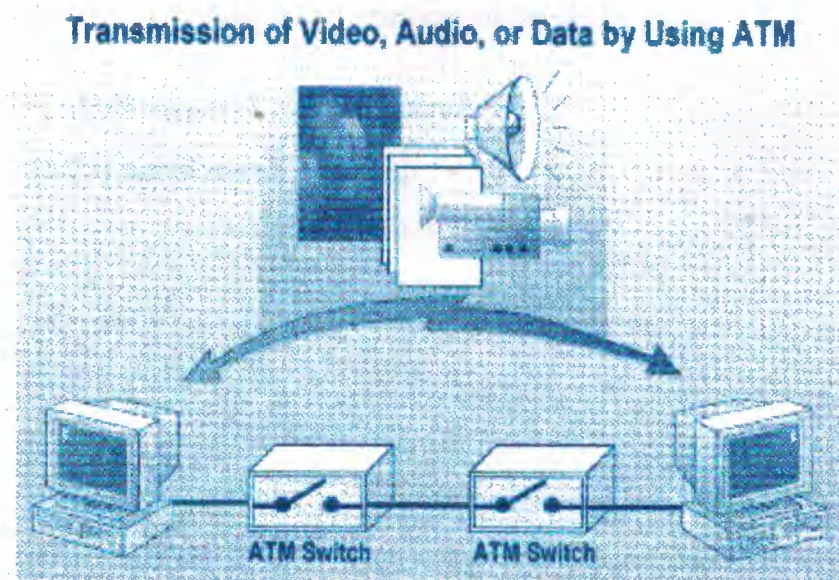 Transmission of Video, Audio, or Data by Using ATM
ATM Switch
ATM Switch